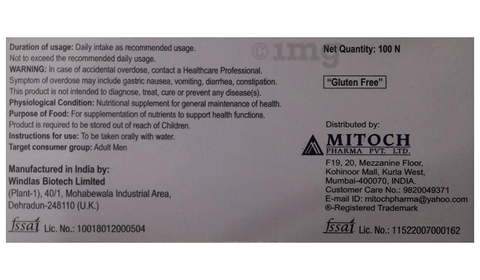 Duration of usage: Daily intake as recommended usage.
Not to exceed the recommended daily usage.
WARNING: In case of accidental overdose, contact a Healthcare Professional.
Symptom of overdose may include gastric nausea, vomiting, diarrhea, constipation.
This product is not intended to diagnose, treat, cure or prevent any disease(s).
Physiological Condition: Nutritional supplement for general maintenance of health.
Purpose of Food: For supplementation of nutrients to support health functions.
Product is required to be stored out of reach of Children.
Instructions for use: To be taken orally with water.
Target consumer group: Adult Men
Manufactured in India by:
Windlas Biotech Limited
(Plant-1), 40/1, Mohabewala Industrial Area,
Dehradun-248110 (U.K.)
fssai Lic. No.: 10018012000504
©1mg
Net Quantity: 100 N
"Gluten Free"
Distributed by:
MITOCH
PHARMA PVT. LTD.
F19, 20, Mezzanine Floor,
Kohinoor Mall, Kurla West,
Mumbai-400070, INDIA.
Customer Care No.: 9820049371
E-mail ID: mitochpharma@yahoo.com
®-Registered Trademark
fssai Lic. No.: 11522007000162